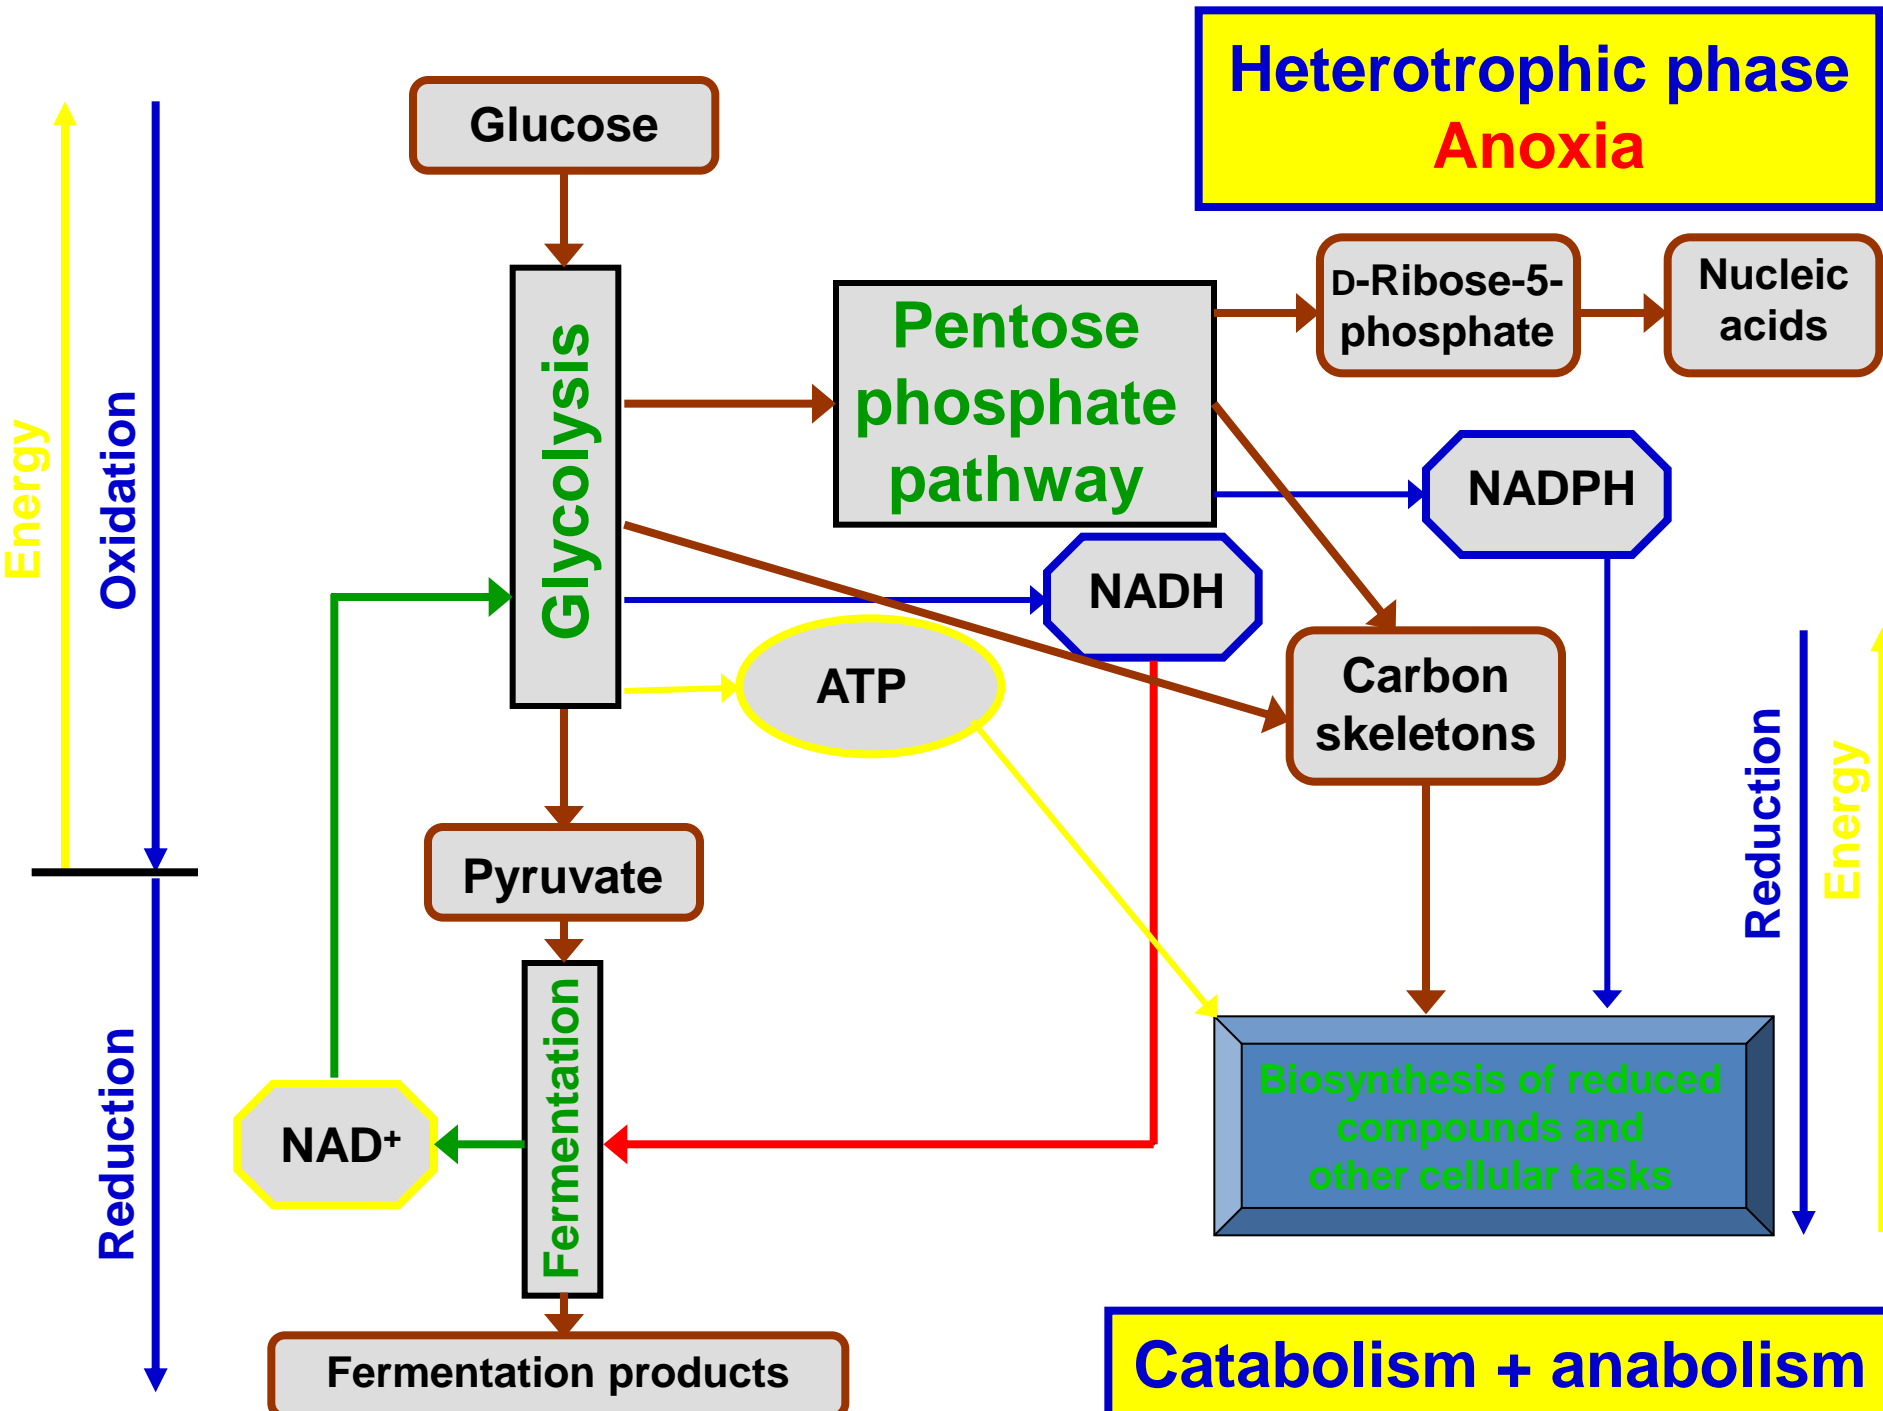 Heterotrophic phase
Anoxia
Glucose
D-Ribose-5-
phosphate
Nucleic
acids
Pentose
phosphate
pathway
Glycolysis
Energy
Oxidation
NADPH
NADH
ATP
Carbon
skeletons
Reduction
Energy
Pyruvate
Fermentation
NAD⁺
Reduction
Biosynthesis of reduced
compounds and
other cellular tasks
Fermentation products
Catabolism + anabolism